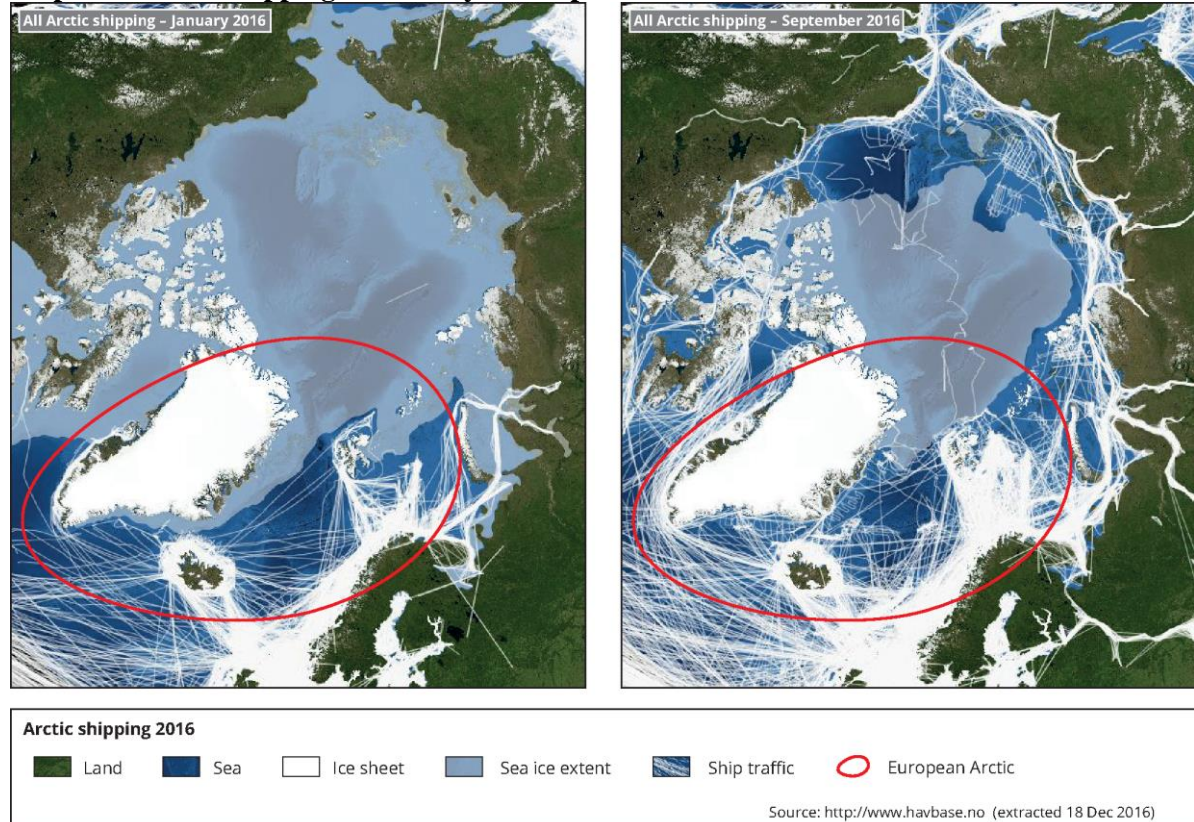 All Arctic shipping – January 2016
All Arctic shipping – September 2016
Arctic shipping 2016
Land
Sea
Ice sheet
Sea ice extent
Ship traffic
European Arctic
Source: http://www.havbase.no (extracted 18 Dec 2016)